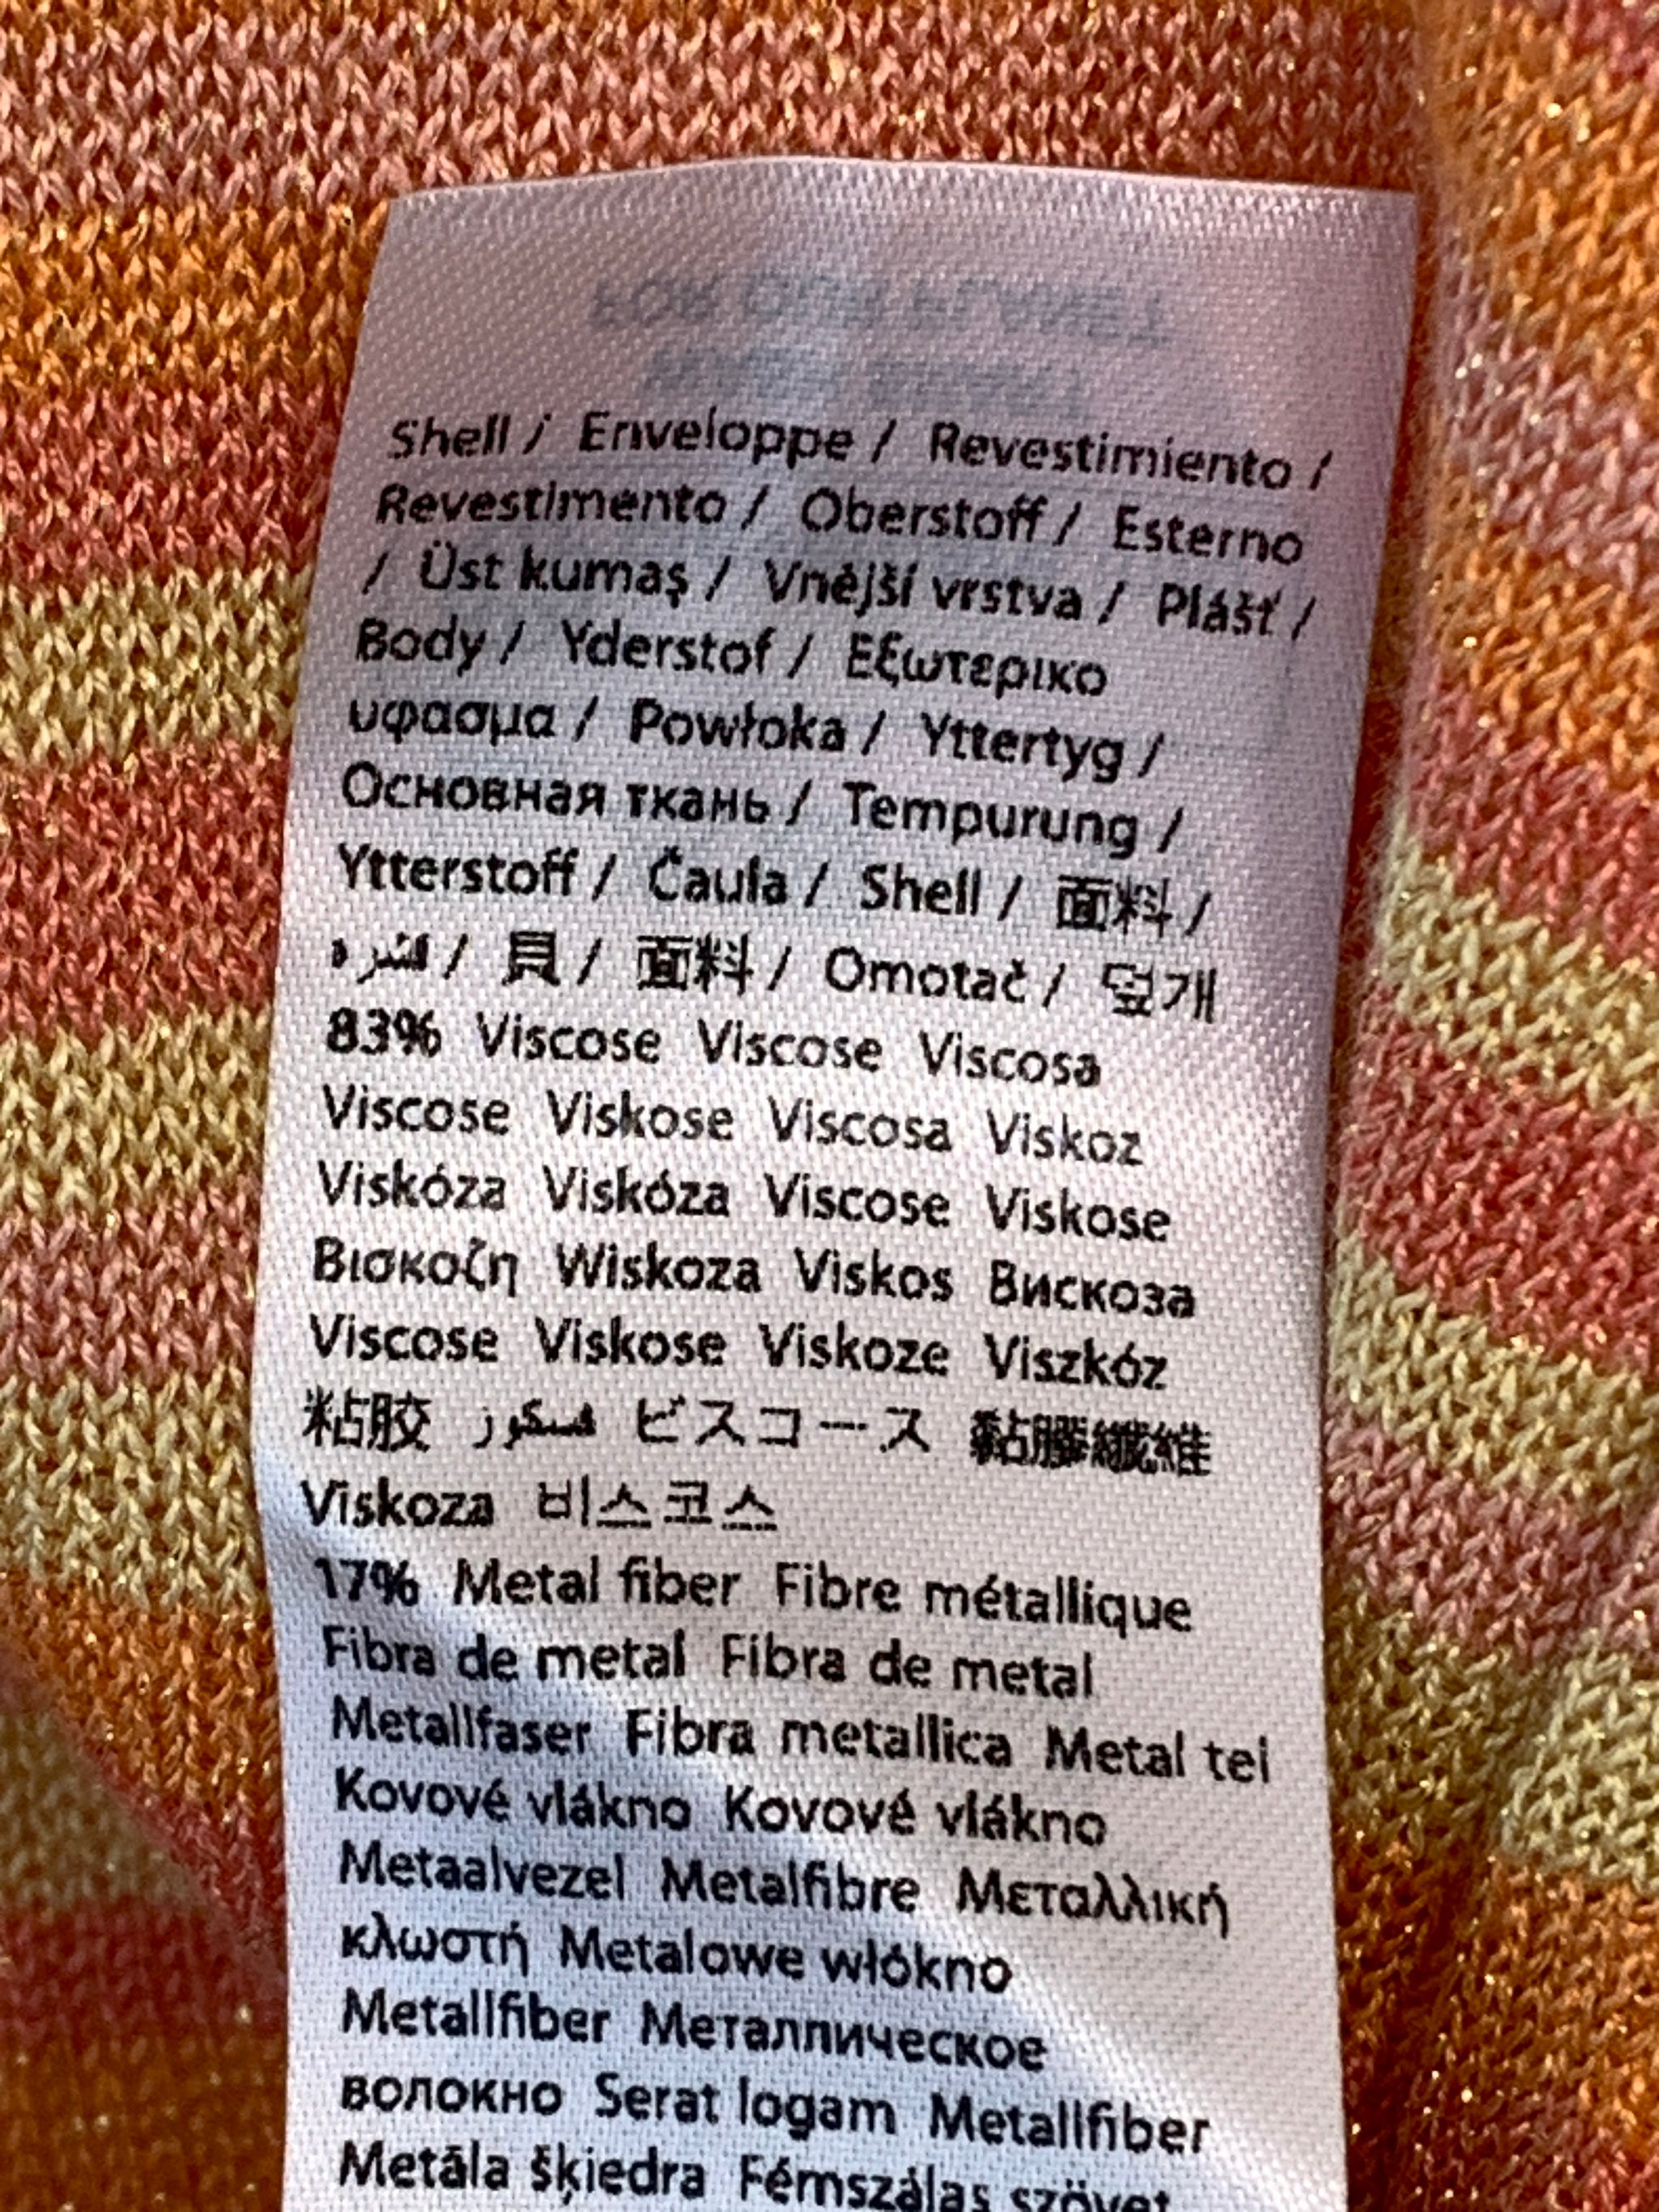 Shell / Enveloppe / Revestimiento /
Revestimento / Oberstoff / Esterno
/ Üst kumaş / Vnější vrstva / Plášť /
Body / Yderstof / Εξωτερικο
υφασμα / Powłoka / Yttertyg /
Основная ткань / Tempurung /
Ytterstoff / Čaula / Shell / 面料 /
/ 貝 / 面料 / Omotač / 덮개
83% Viscose Viscose Viscosa
Viscose Viskose Viscosa Viskoz
Viskóza Viskóza Viscose Viskose
Βισκοζη Wiskoza Viskos Вискоза
Viscose Viskose Viskoze Viszkóz
粘胶 ビスコース 黏膠纖維
Viskoza 비스코스
17% Metal fiber Fibre métallique
Fibra de metal Fibra de metal
Metallfaser Fibra metallica Metal tel
Kovové vlákno Kovové vlákno
Metaalvezel Metalfibre Μεταλλική
κλωστή Metalowe włókno
Metallfiber Металлическое
волокно Serat logam Metallfiber
Metāla šķiedra Fémszálas szövet